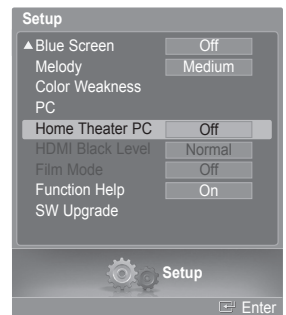 Setup
▲Blue Screen Off
Melody Medium
Color Weakness
PC
Home Theater PC Off
HDMI Black Level Normal
Film Mode Off
Function Help On
SW Upgrade
Setup
Enter